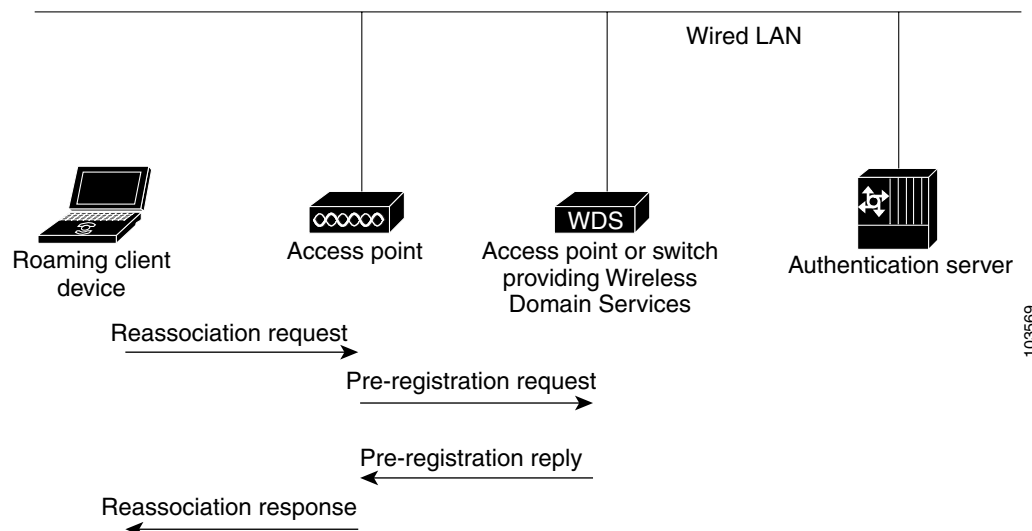 Wired LAN
WDS
Roaming client
device
Access point
Access point or switch
providing Wireless
Domain Services
Authentication server
103569
Reassociation request
Pre-registration request
Pre-registration reply
Reassociation response